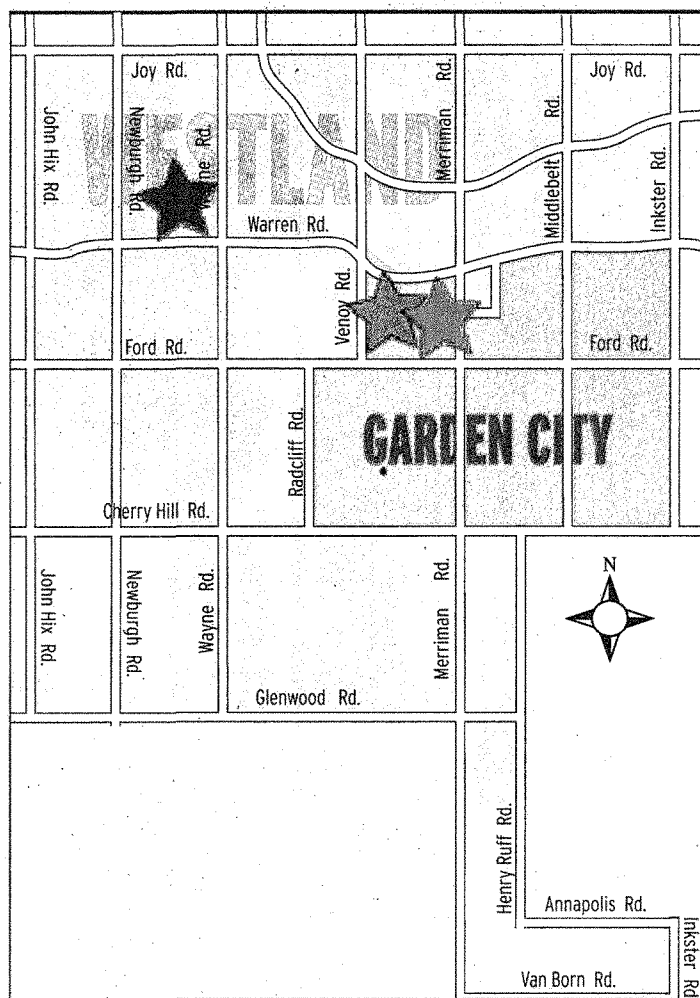 Joy Rd.
Joy Rd.
John Hix Rd.
Newburgh Rd.
Rd.
Merriman Rd.
Middlebelt Rd.
Inkster Rd.
WESTLAND
Warren Rd.
Venoy Rd.
Ford Rd.
Ford Rd.
Radcliff Rd.
GARDEN CITY
Cherry Hill Rd.
N
John Hix Rd.
Newburgh Rd.
Wayne Rd.
Merriman Rd.
Glenwood Rd.
Henry Ruff Rd.
Annapolis Rd.
Inkster Rd
Van Born Rd.